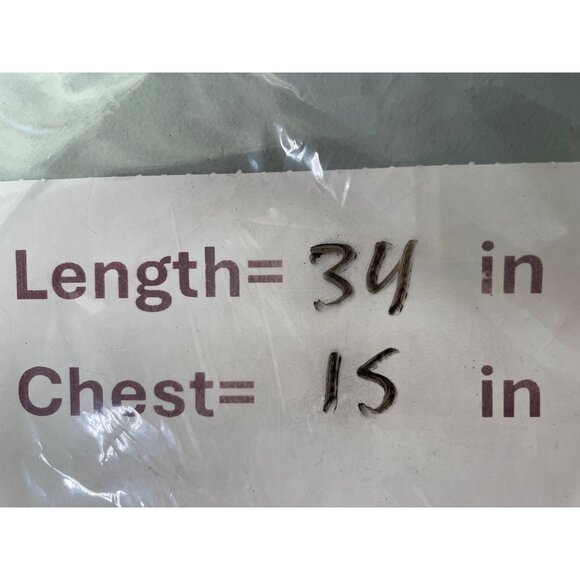 Length= 34 in
Chest= 15 in